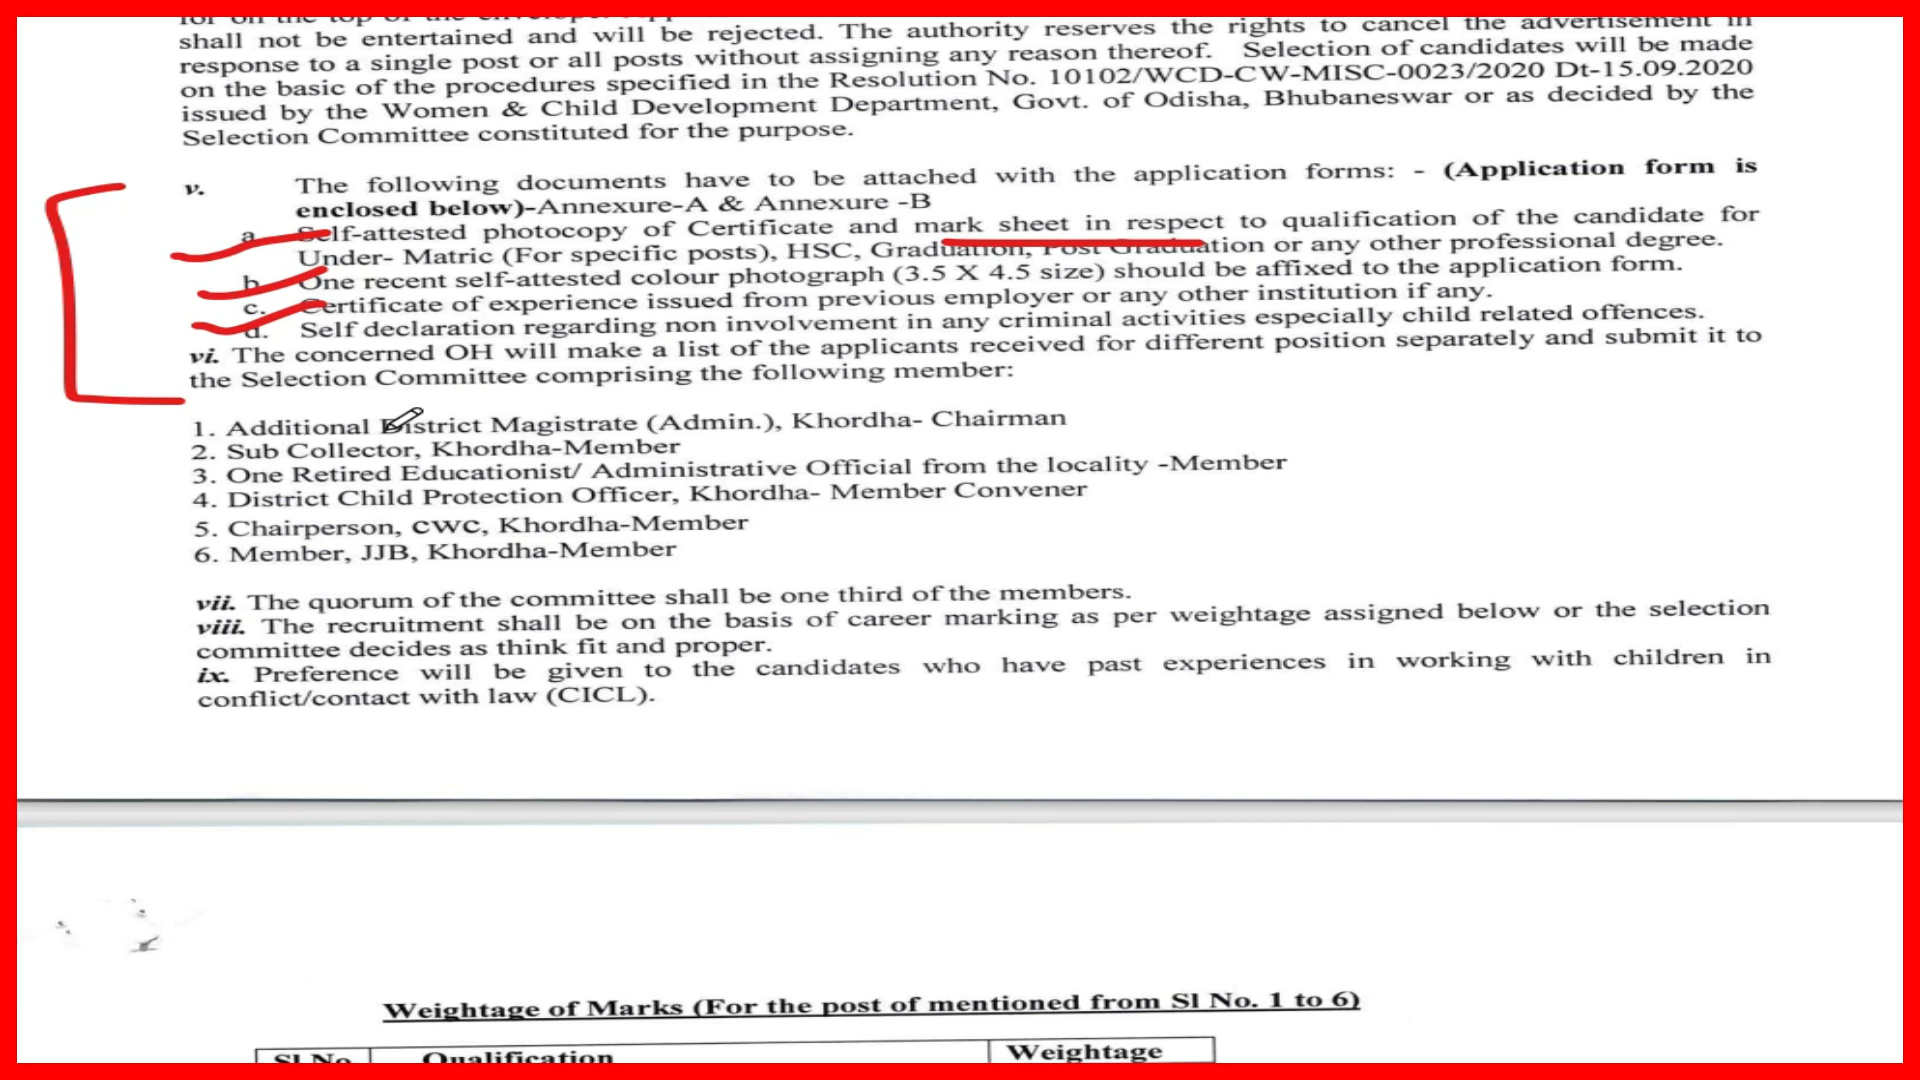 shall not be entertained and will be rejected. The authority reserves the rights to cancel the advertisement in
response to a single post or all posts without assigning any reason thereof. Selection of candidates will be made
on the basic of the procedures specified in the Resolution No. 10102/WCD-CW-MISC-0023/2020 Dt-15.09.2020
issued by the Women & Child Development Department, Govt. of Odisha, Bhubaneswar or as decided by the
Selection Committee constituted for the purpose.
v. The following documents have to be attached with the application forms: - (Application form is
enclosed below)-Annexure-A & Annexure -B
a. Self-attested photocopy of Certificate and mark sheet in respect to qualification of the candidate for
Under- Matric (For specific posts), HSC, Graduation, Post Graduation or any other professional degree.
b. One recent self-attested colour photograph (3.5 X 4.5 size) should be affixed to the application form.
c. Certificate of experience issued from previous employer or any other institution if any.
d. Self declaration regarding non involvement in any criminal activities especially child related offences.
vi. The concerned OH will make a list of the applicants received for different position separately and submit it to
the Selection Committee comprising the following member:
1. Additional District Magistrate (Admin.), Khordha- Chairman
2. Sub Collector, Khordha-Member
3. One Retired Educationist/ Administrative Official from the locality -Member
4. District Child Protection Officer, Khordha- Member Convener
5. Chairperson, CWC, Khordha-Member
6. Member, JJB, Khordha-Member
vii. The quorum of the committee shall be one third of the members.
viii. The recruitment shall be on the basis of career marking as per weightage assigned below or the selection
committee decides as think fit and proper.
ix. Preference will be given to the candidates who have past experiences in working with children in
conflict/contact with law (CICL).
Weightage of Marks (For the post of mentioned from Sl No. 1 to 6)
Sl No Qualification Weightage